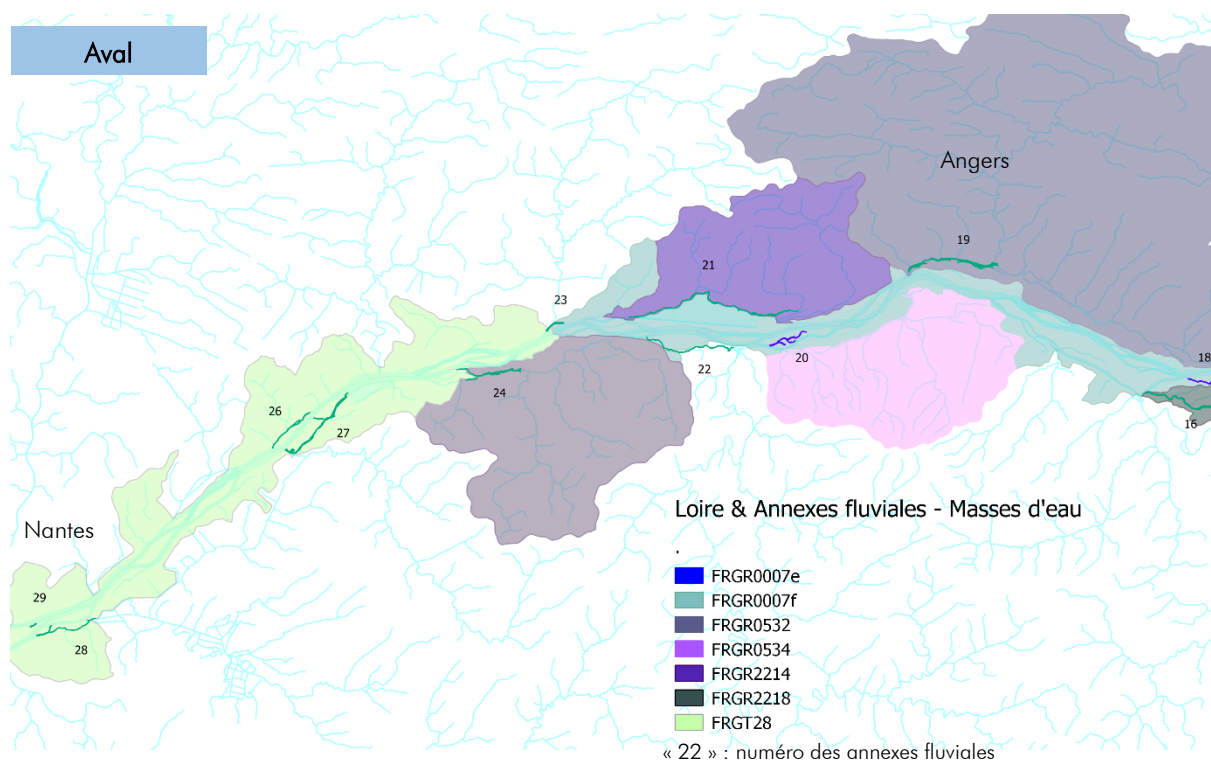 Aval
Angers
19
21
23
18
20
22
24
16
26
27
Loire & Annexes fluviales - Masses d'eau
.
Nantes
FRGR0007e
FRGR0007f
29
FRGR0532
28
FRGR0534
FRGR2214
FRGR2218
FRGT28
« 22 » : numéro des annexes fluviales